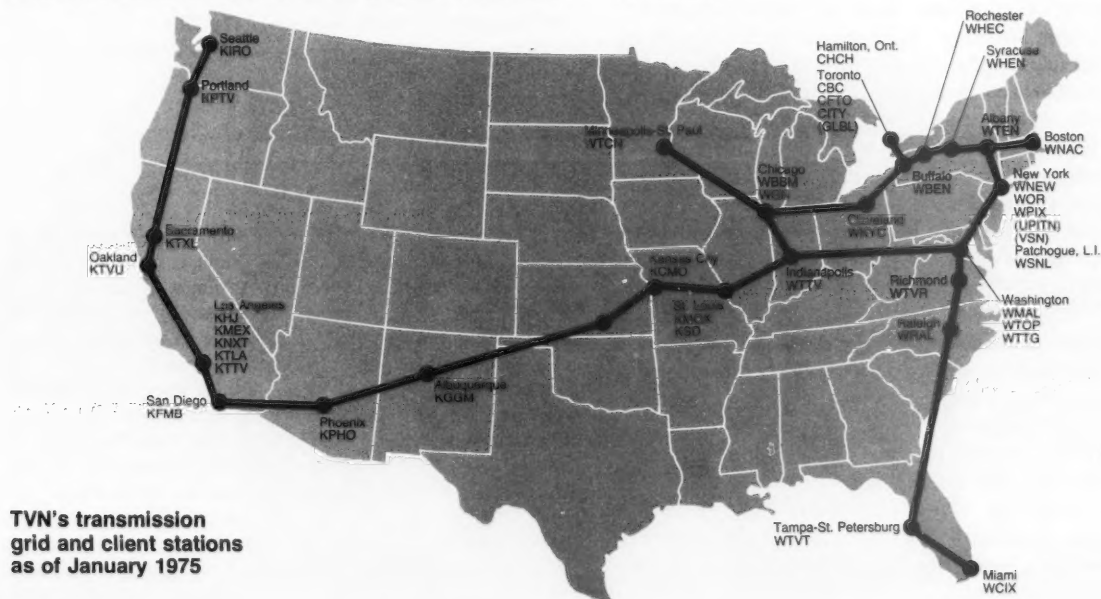 Seattle
KIRO
Portland
KPTV
Sacramento
KTXL
Oakland
KTVU
Los Angeles
KHJ
KMEX
KNXT
KTLA
KTTV
San Diego
KFMB
Phoenix
KPHO
Albuquerque
KGGM
Kansas City
KCMO
St. Louis
KMOX
KSD
Minneapolis-St. Paul
WTCN
Chicago
WBBM
WGN
Indianapolis
WTTV
Cleveland
WKYC
Hamilton, Ont.
CHCH
Toronto
CBC
CFTO
CITY
(GLBL)
Buffalo
WBEN
Rochester
WHEC
Syracuse
WHEN
Albany
WTEN
Boston
WNAC
New York
WNEW
WOR
WPIX
(UPITN)
(VSN)
Patchogue, L.I.
WSNL
Washington
WMAL
WTOP
WTTG
Richmond
WTVR
Raleigh
WRAL
Tampa-St. Petersburg
WTVT
Miami
WCIX
TVN's transmission
grid and client stations
as of January 1975